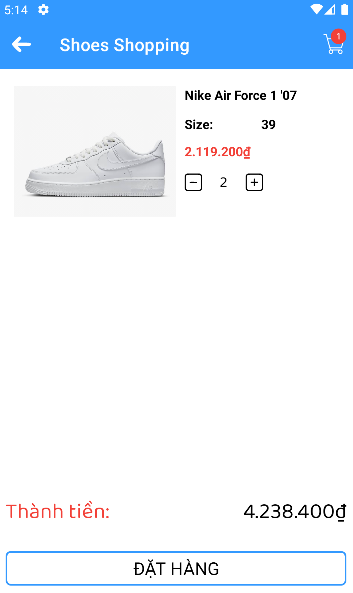 5:14
Shoes Shopping
1
Nike Air Force 1 '07
Size: 39
2.119.200₫
2
Thành tiền: 4.238.400₫
ĐẶT HÀNG